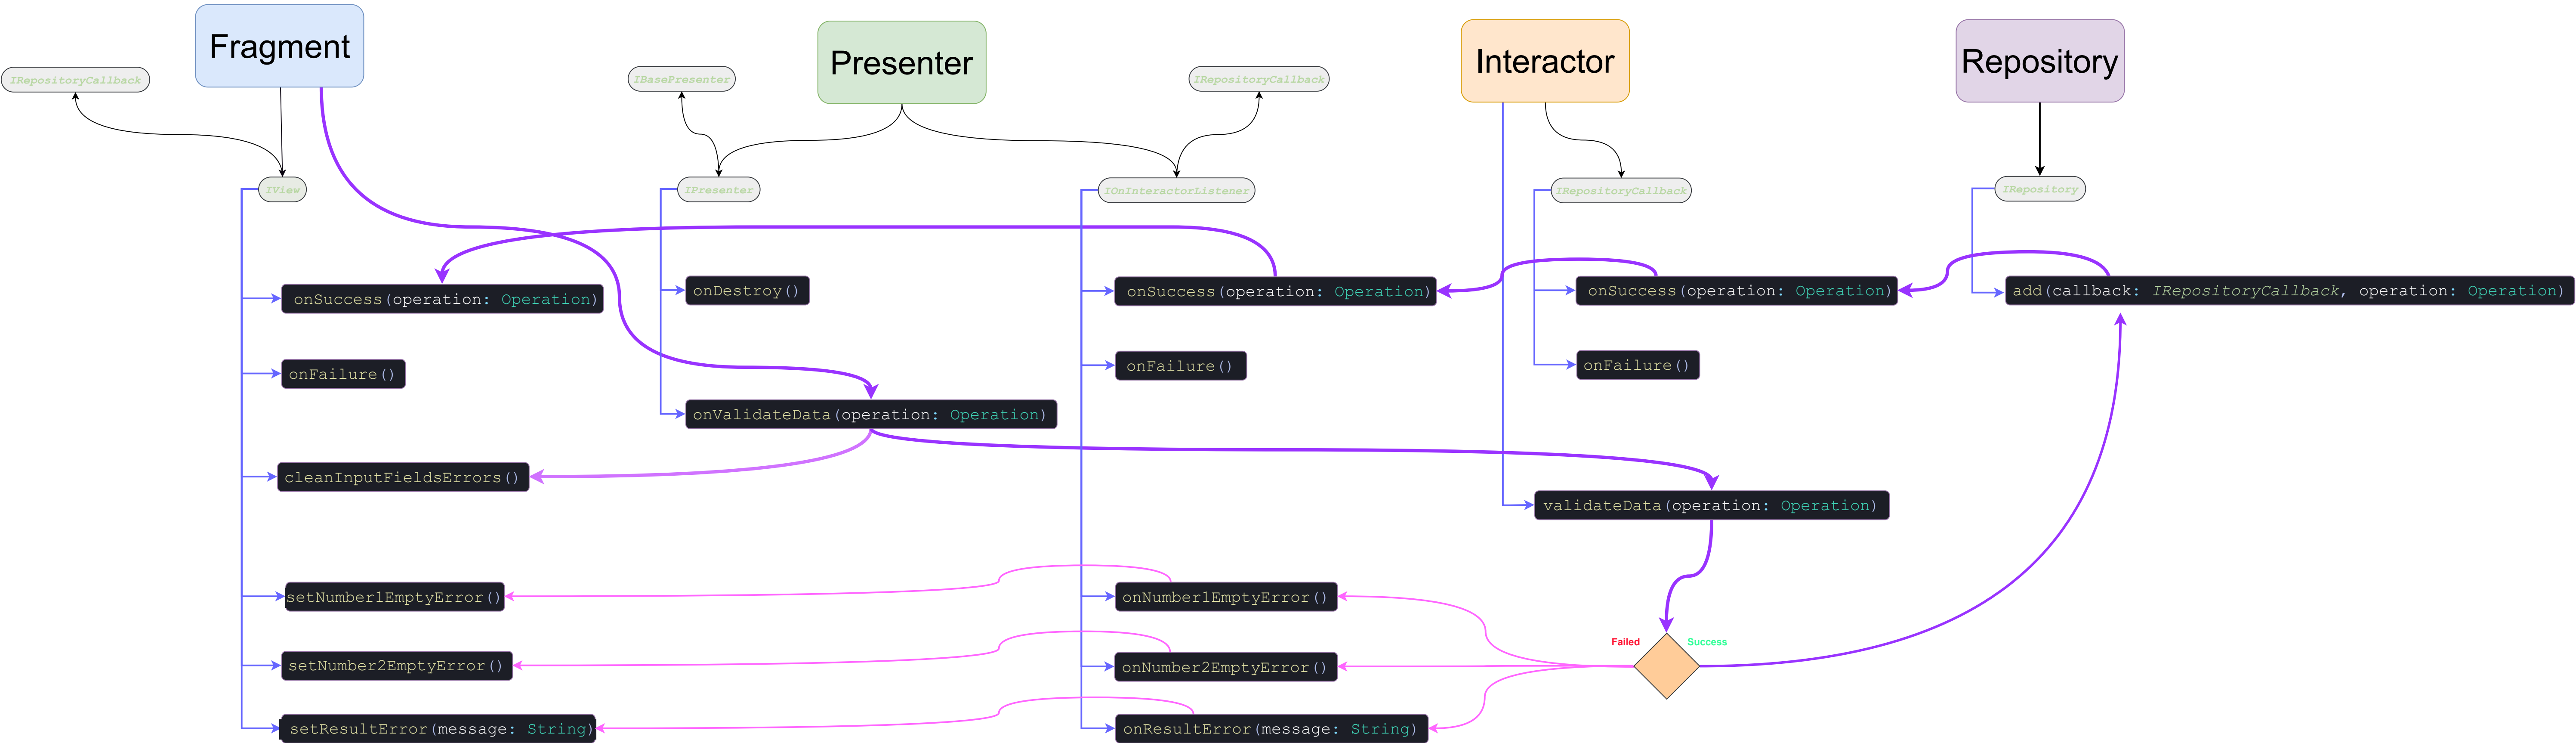 Fragment
Presenter
Interactor
Repository
IRepositoryCallback
IBasePresenter
IRepositoryCallback
IView
IPresenter
IOnInteractorListener
IRepositoryCallback
IRepository
onSuccess(operation: Operation)
onDestroy()
onSuccess(operation: Operation)
onSuccess(operation: Operation)
add(callback: IRepositoryCallback, operation: Operation)
onFailure()
onFailure()
onFailure()
onValidateData(operation: Operation)
cleanInputFieldsErrors()
validateData(operation: Operation)
setNumber1EmptyError()
onNumber1EmptyError()
Failed
Success
setNumber2EmptyError()
onNumber2EmptyError()
setResultError(message: String)
onResultError(message: String)